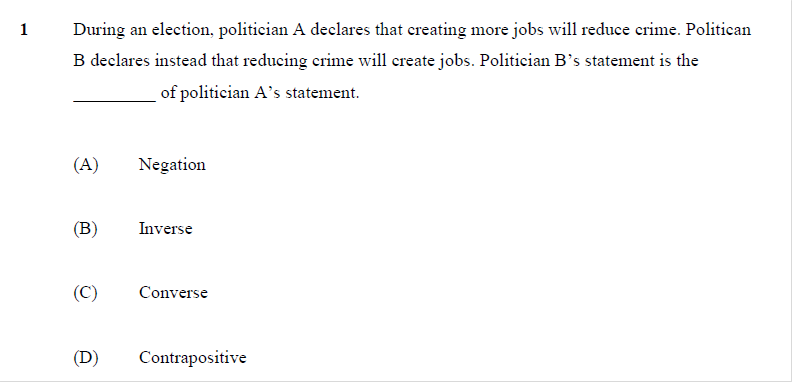 1 During an election, politician A declares that creating more jobs will reduce crime. Politican
B declares instead that reducing crime will create jobs. Politician B's statement is the
_________ of politician A's statement.
(A) Negation
(B) Inverse
(C) Converse
(D) Contrapositive